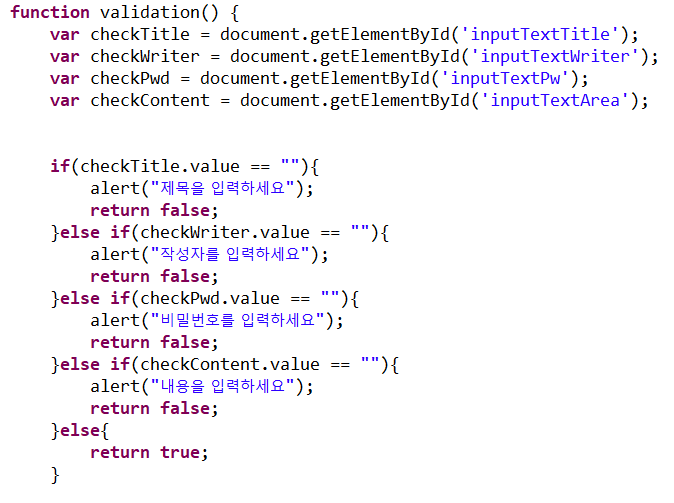 function validation() {
    var checkTitle = document.getElementById('inputTextTitle');
    var checkWriter = document.getElementById('inputTextWriter');
    var checkPwd = document.getElementById('inputTextPw');
    var checkContent = document.getElementById('inputTextArea');
    if(checkTitle.value == ""){
        alert("제목을 입력하세요");
        return false;
    }else if(checkWriter.value == ""){
        alert("작성자를 입력하세요");
        return false;
    }else if(checkPwd.value == ""){
        alert("비밀번호를 입력하세요");
        return false;
    }else if(checkContent.value == ""){
        alert("내용을 입력하세요");
        return false;
    }else{
        return true;
    }